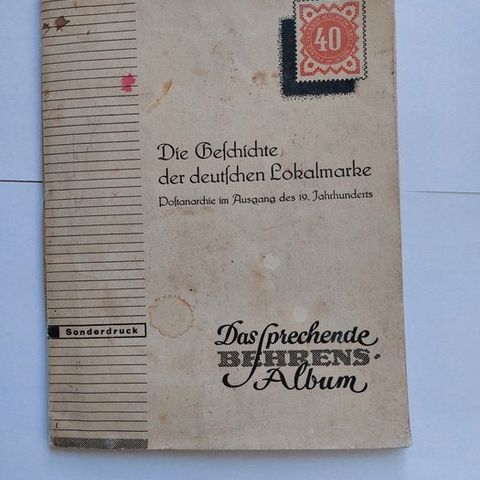 40
Die Geſchichte
der deutſchen Lokalmarke
Poſtanarchie im Ausgang des 19. Jahrhunderts
Sonderdruck
Das ſprechende
BEHRENS-
Album